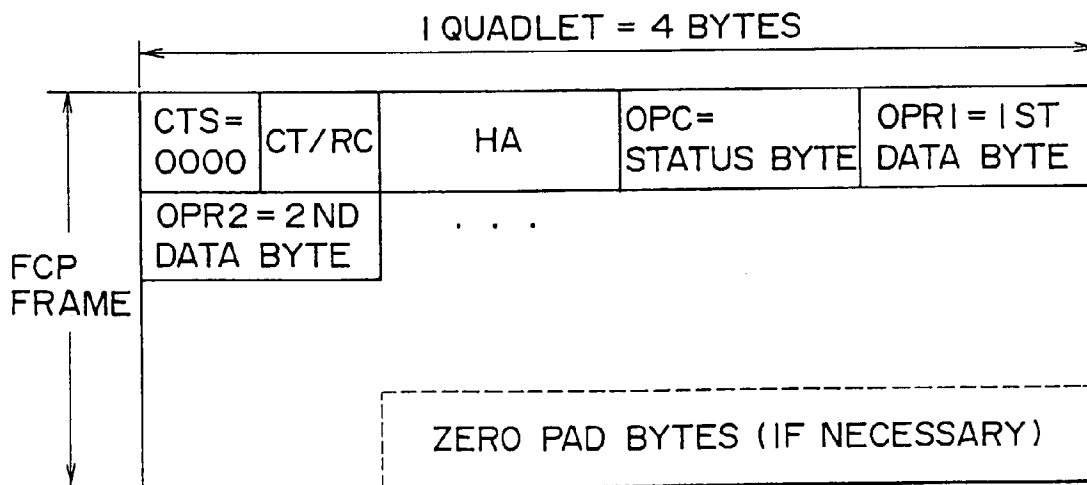 1 QUADLET = 4 BYTES
CTS=
0000
CT/RC
HA
OPC=
STATUS BYTE
OPR1 = 1ST
DATA BYTE
OPR2 = 2ND
DATA BYTE
. . .
FCP
FRAME
ZERO PAD BYTES (IF NECESSARY)